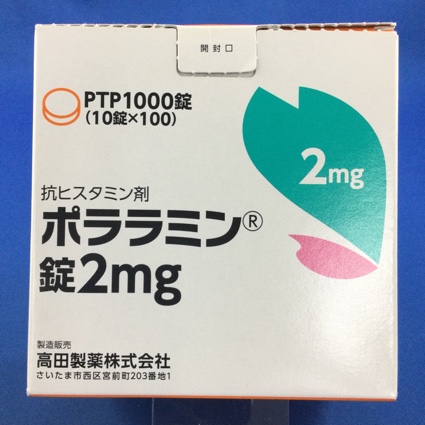 開封口
PTP1000錠
(10錠×100)
2mg
抗ヒスタミン剤
ポララミン®
錠2mg
製造販売
高田製薬株式会社
さいたま市西区宮前町203番地1